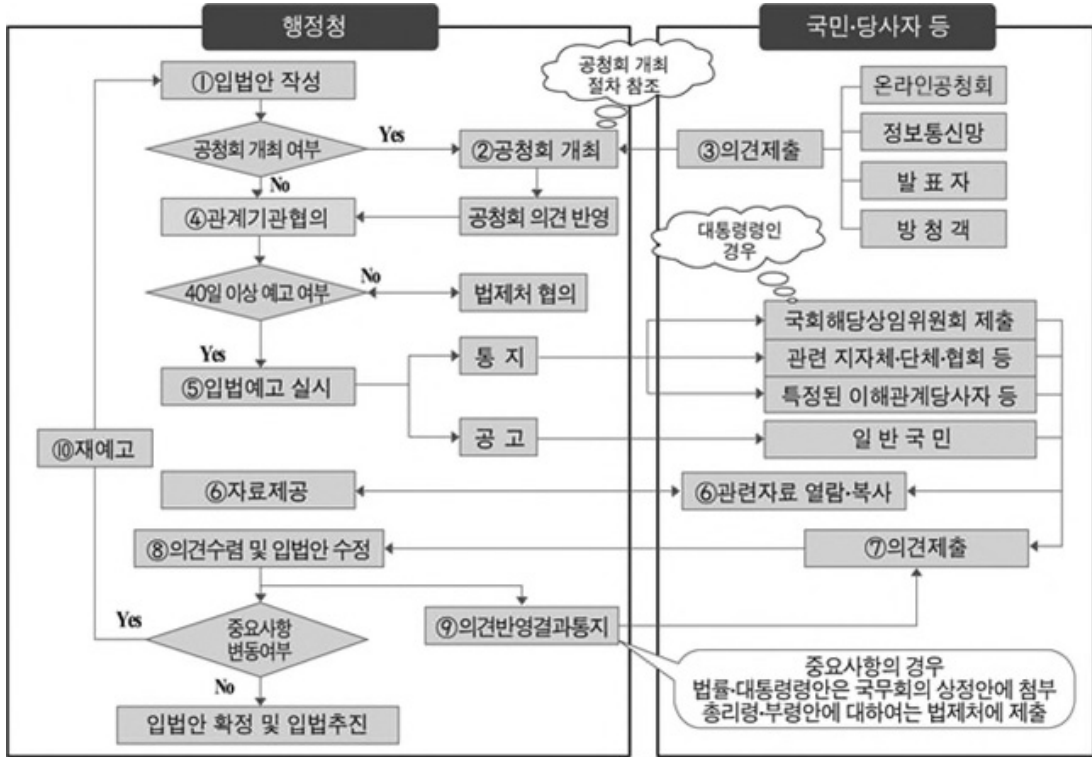 행정청
국민·당사자 등
①입법안 작성
공청회 개최
절차 참조
온라인공청회
공청회 개최 여부
Yes
②공청회 개최
③의견제출
정보통신망
발 표 자
No
④관계기관협의
공청회 의견 반영
방 청 객
대통령령인
경우
40일 이상 예고 여부
No
법제처 협의
국회해당상임위원회 제출
Yes
통 지
관련 지자체·단체·협회 등
⑤입법예고 실시
특정된 이해관계당사자 등
⑩재예고
공 고
일 반 국 민
⑥자료제공
⑥관련자료 열람·복사
⑧의견수렴 및 입법안 수정
⑦의견제출
Yes
중요사항
변동여부
⑨의견반영결과통지
No
중요사항의 경우
법률·대통령령안은 국무회의 상정안에 첨부
총리령·부령안에 대하여는 법제처에 제출
입법안 확정 및 입법추진